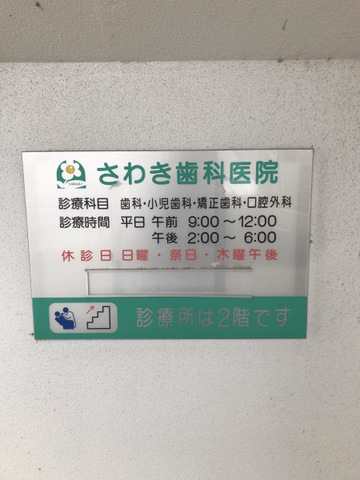 さわき歯科医院
診療科目 歯科・小児歯科・矯正歯科・口腔外科
診療時間 平日 午前 9:00～12:00
午後 2:00～6:00
休診日 日曜・祭日・木曜午後
診療所は2階です